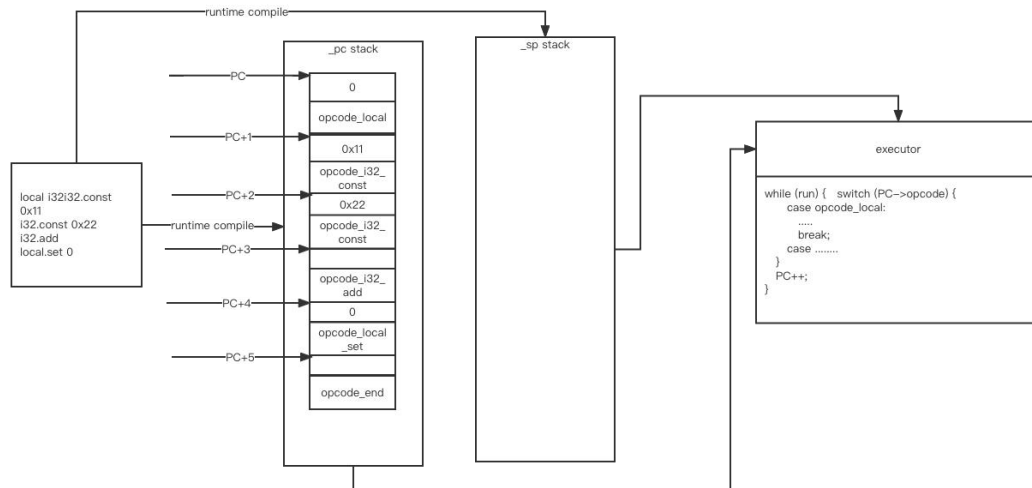 runtime compile
_pc stack
_sp stack
PC
0
opcode_local
PC+1
0x11
opcode_i32_
const
PC+2
0x22
opcode_i32_
const
PC+3
opcode_i32_
add
PC+4
0
opcode_local
_set
PC+5
opcode_end
local i32i32.const
0x11
i32.const 0x22
i32.add
local.set 0
runtime compile
executor
while (run) { switch (PC->opcode) {
case opcode_local:
.....
break;
case ........
}
PC++;
}